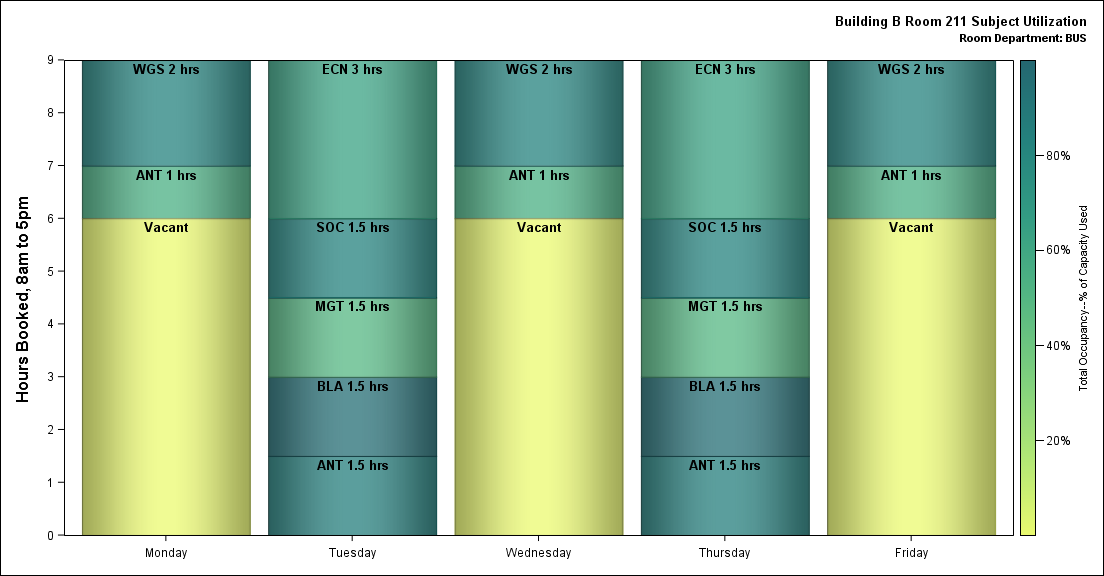 Building B Room 211 Subject Utilization
Room Department: BUS
Hours Booked, 8am to 5pm
9
8
7
6
5
4
3
2
1
0
WGS 2 hrs
ANT 1 hrs
Vacant
ECN 3 hrs
SOC 1.5 hrs
MGT 1.5 hrs
BLA 1.5 hrs
ANT 1.5 hrs
WGS 2 hrs
ANT 1 hrs
Vacant
ECN 3 hrs
SOC 1.5 hrs
MGT 1.5 hrs
BLA 1.5 hrs
ANT 1.5 hrs
WGS 2 hrs
ANT 1 hrs
Vacant
Monday
Tuesday
Wednesday
Thursday
Friday
80%
60%
40%
20%
Total Occupancy--% of Capacity Used